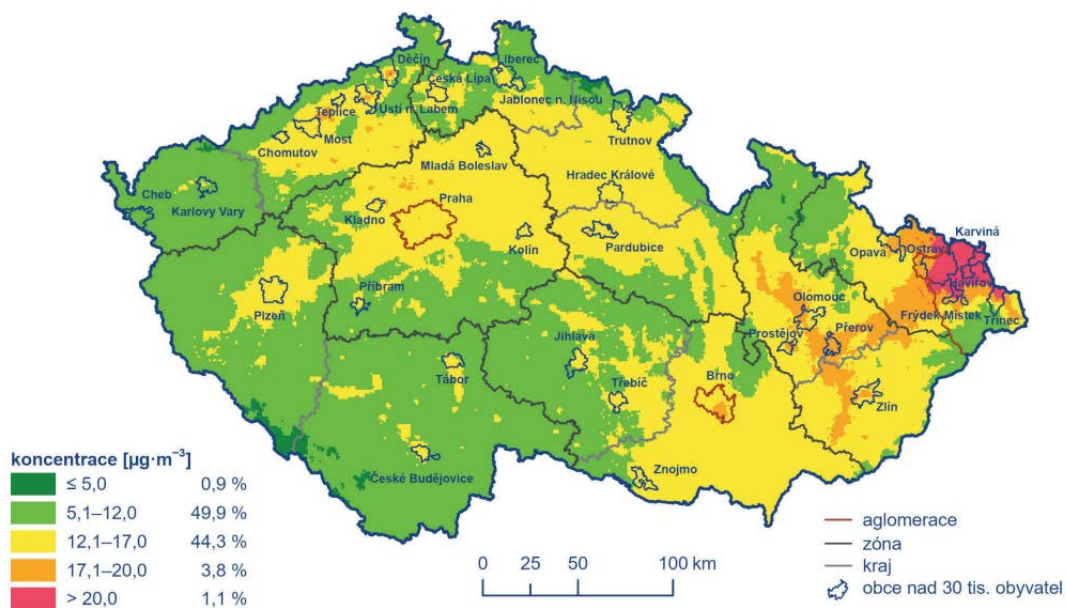 Děčín
Liberec
Česká Lípa
Jablonec n. Nisou
Teplice
Ústí n. Labem
Trutnov
Most
Chomutov
Mladá Boleslav
Hradec Králové
Cheb
Karlovy Vary
Praha
Kladno
Kolín
Pardubice
Karviná
Opava
Ostrava
Havířov
Příbram
Plzeň
Olomouc
Frýdek Místek
Třinec
Prostějov
Přerov
Jihlava
Tábor
Třebíč
Brno
Zlín
České Budějovice
Znojmo
koncentrace [µg·m⁻³]
≤ 5,0 0,9 %
5,1–12,0 49,9 %
12,1–17,0 44,3 %
17,1–20,0 3,8 %
> 20,0 1,1 %
0 25 50 100 km
aglomerace
zóna
kraj
obce nad 30 tis. obyvatel